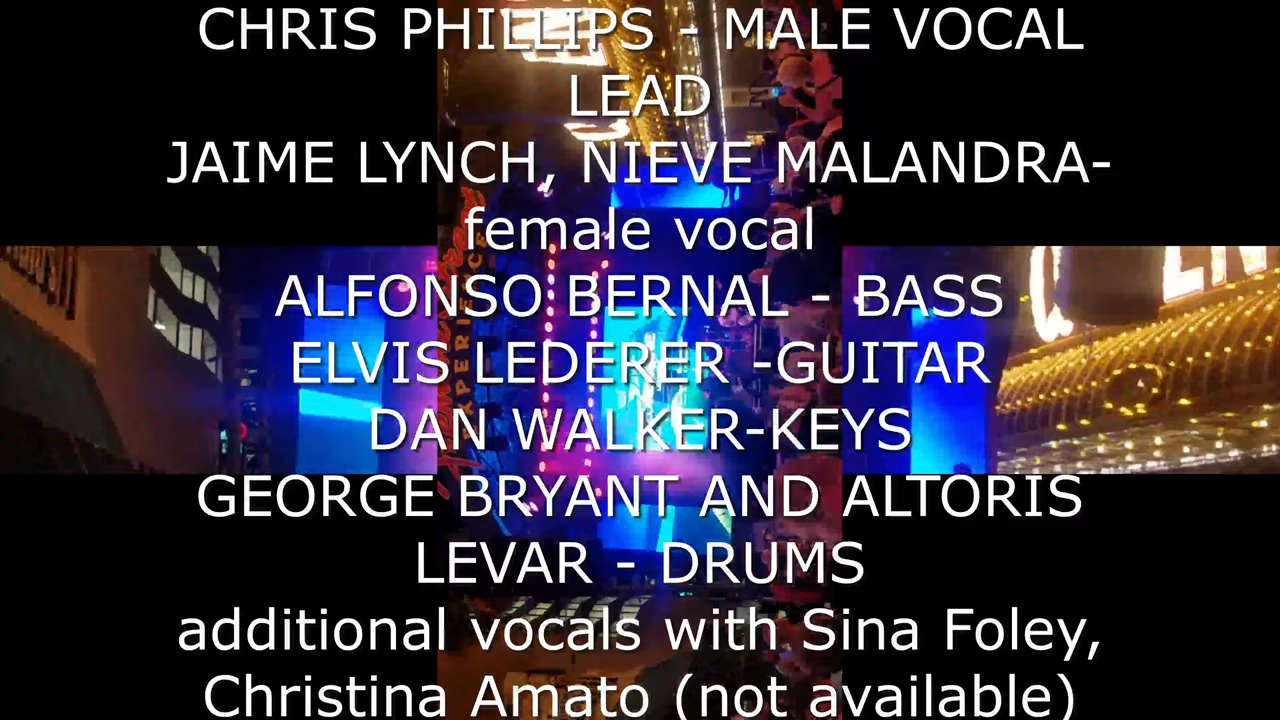 CHRIS PHILLIPS - MALE VOCAL
LEAD
JAIME LYNCH, NIEVE MALANDRA-
female vocal
ALFONSO BERNAL - BASS
ELVIS LEDERER -GUITAR
DAN WALKER-KEYS
GEORGE BRYANT AND ALTORIS
LEVAR - DRUMS
additional vocals with Sina Foley,
Christina Amato (not available)